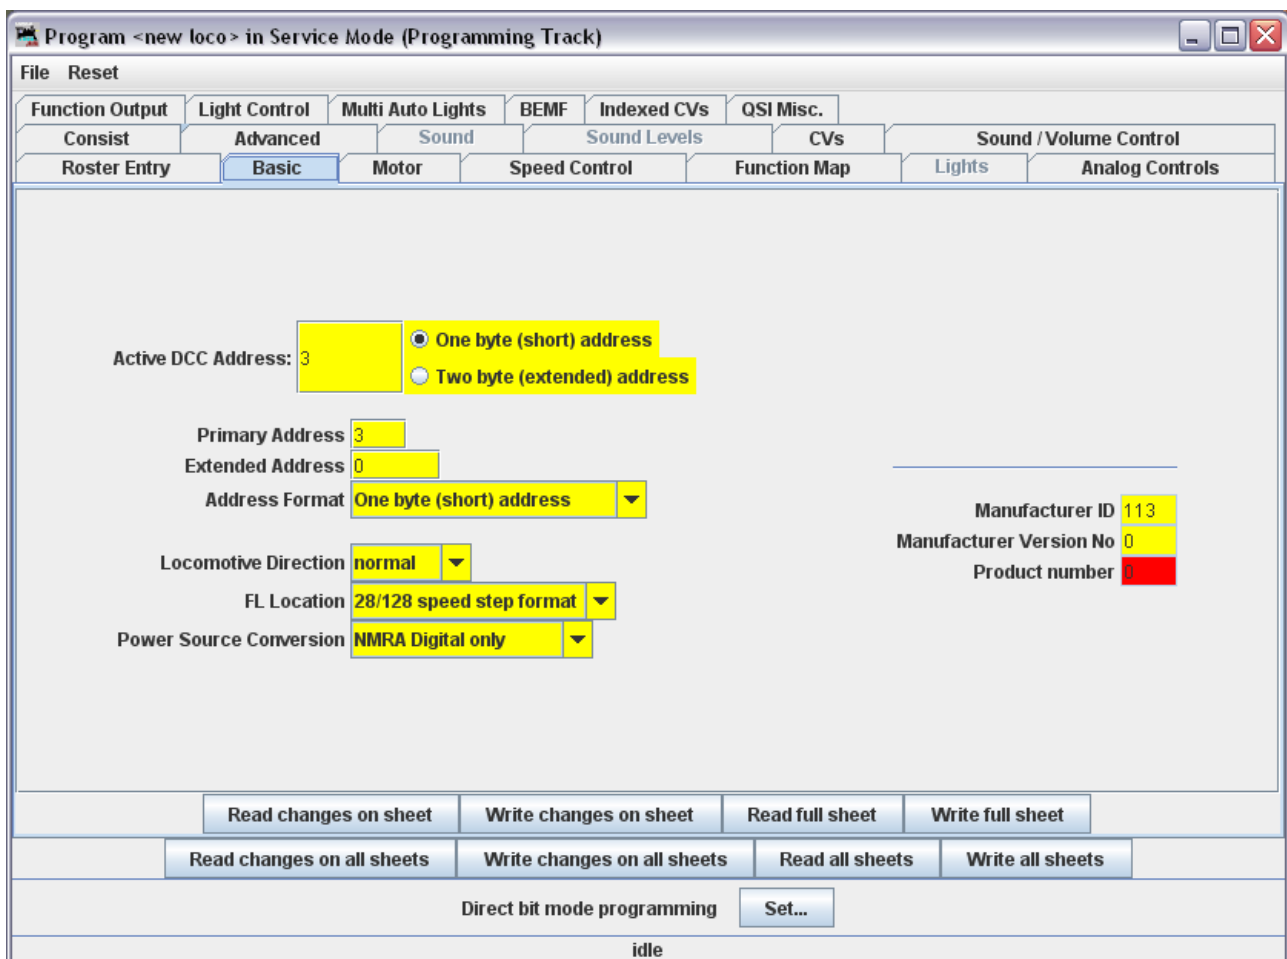 Program <new loco> in Service Mode (Programming Track)
File Reset
Function Output Light Control Multi Auto Lights BEMF Indexed CVs QSI Misc.
Consist Advanced Sound Sound Levels CVs Sound / Volume Control
Roster Entry Basic Motor Speed Control Function Map Lights Analog Controls
Active DCC Address: 3
One byte (short) address
Two byte (extended) address
Primary Address 3
Extended Address 0
Address Format One byte (short) address
Locomotive Direction normal
FL Location 28/128 speed step format
Power Source Conversion NMRA Digital only
Manufacturer ID 113
Manufacturer Version No 0
Product number 0
Read changes on sheet Write changes on sheet Read full sheet Write full sheet
Read changes on all sheets Write changes on all sheets Read all sheets Write all sheets
Direct bit mode programming Set...
idle